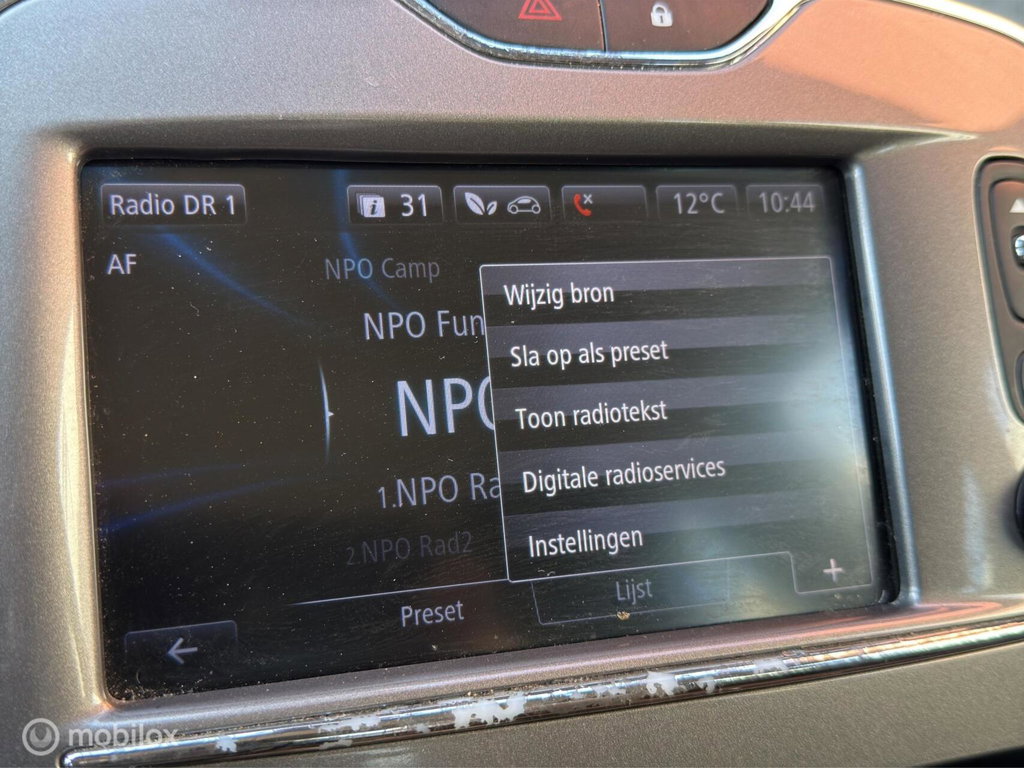 Radio DR 1
i 31
12°C
10:44
AF
NPO Camp
NPO Fun
NPO
1.NPO Ra
2.NPO Rad2
Wijzig bron
Sla op als preset
Toon radiotekst
Digitale radioservices
Instellingen
+
Preset
Lijst
mobilox